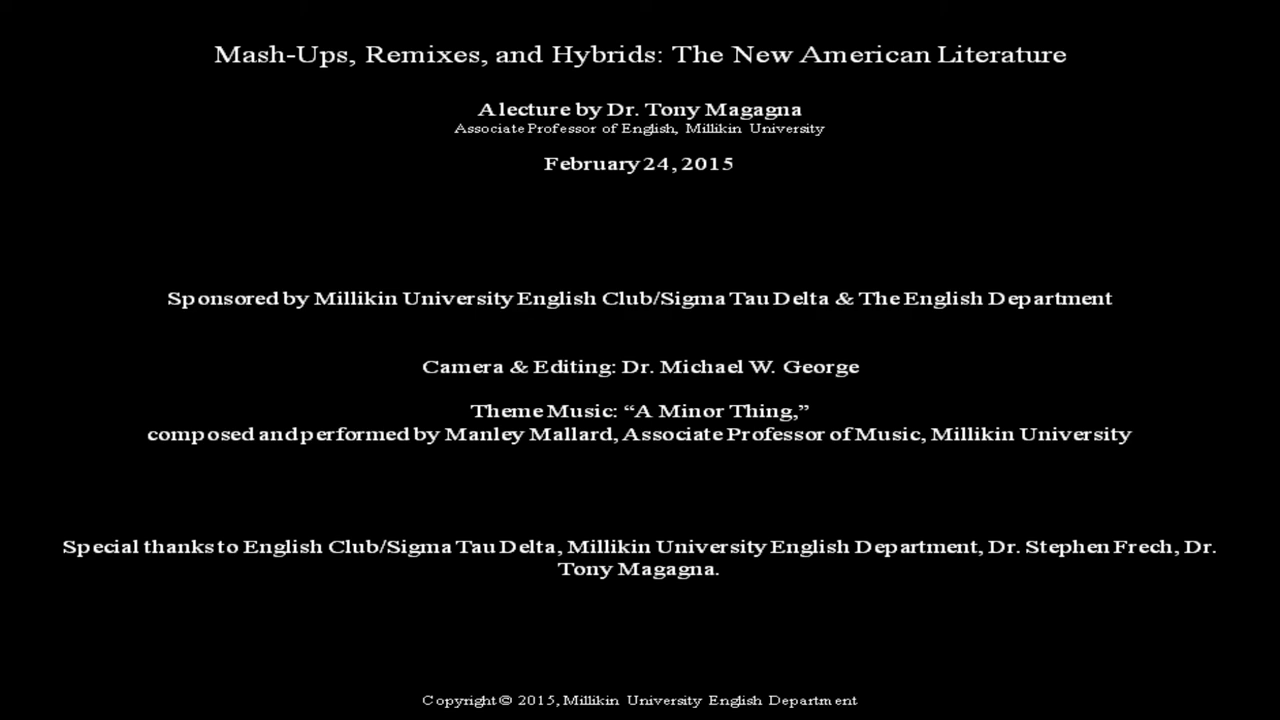 Mash-Ups, Remixes, and Hybrids: The New American Literature
A lecture by Dr. Tony Magagna
Associate Professor of English, Millikin University
February 24, 2015
Sponsored by Millikin University English Club/Sigma Tau Delta & The English Department
Camera & Editing: Dr. Michael W. George
Theme Music: “A Minor Thing,”
composed and performed by Manley Mallard, Associate Professor of Music, Millikin University
Special thanks to English Club/Sigma Tau Delta, Millikin University English Department, Dr. Stephen Frech, Dr.
Tony Magagna.
Copyright © 2015, Millikin University English Department